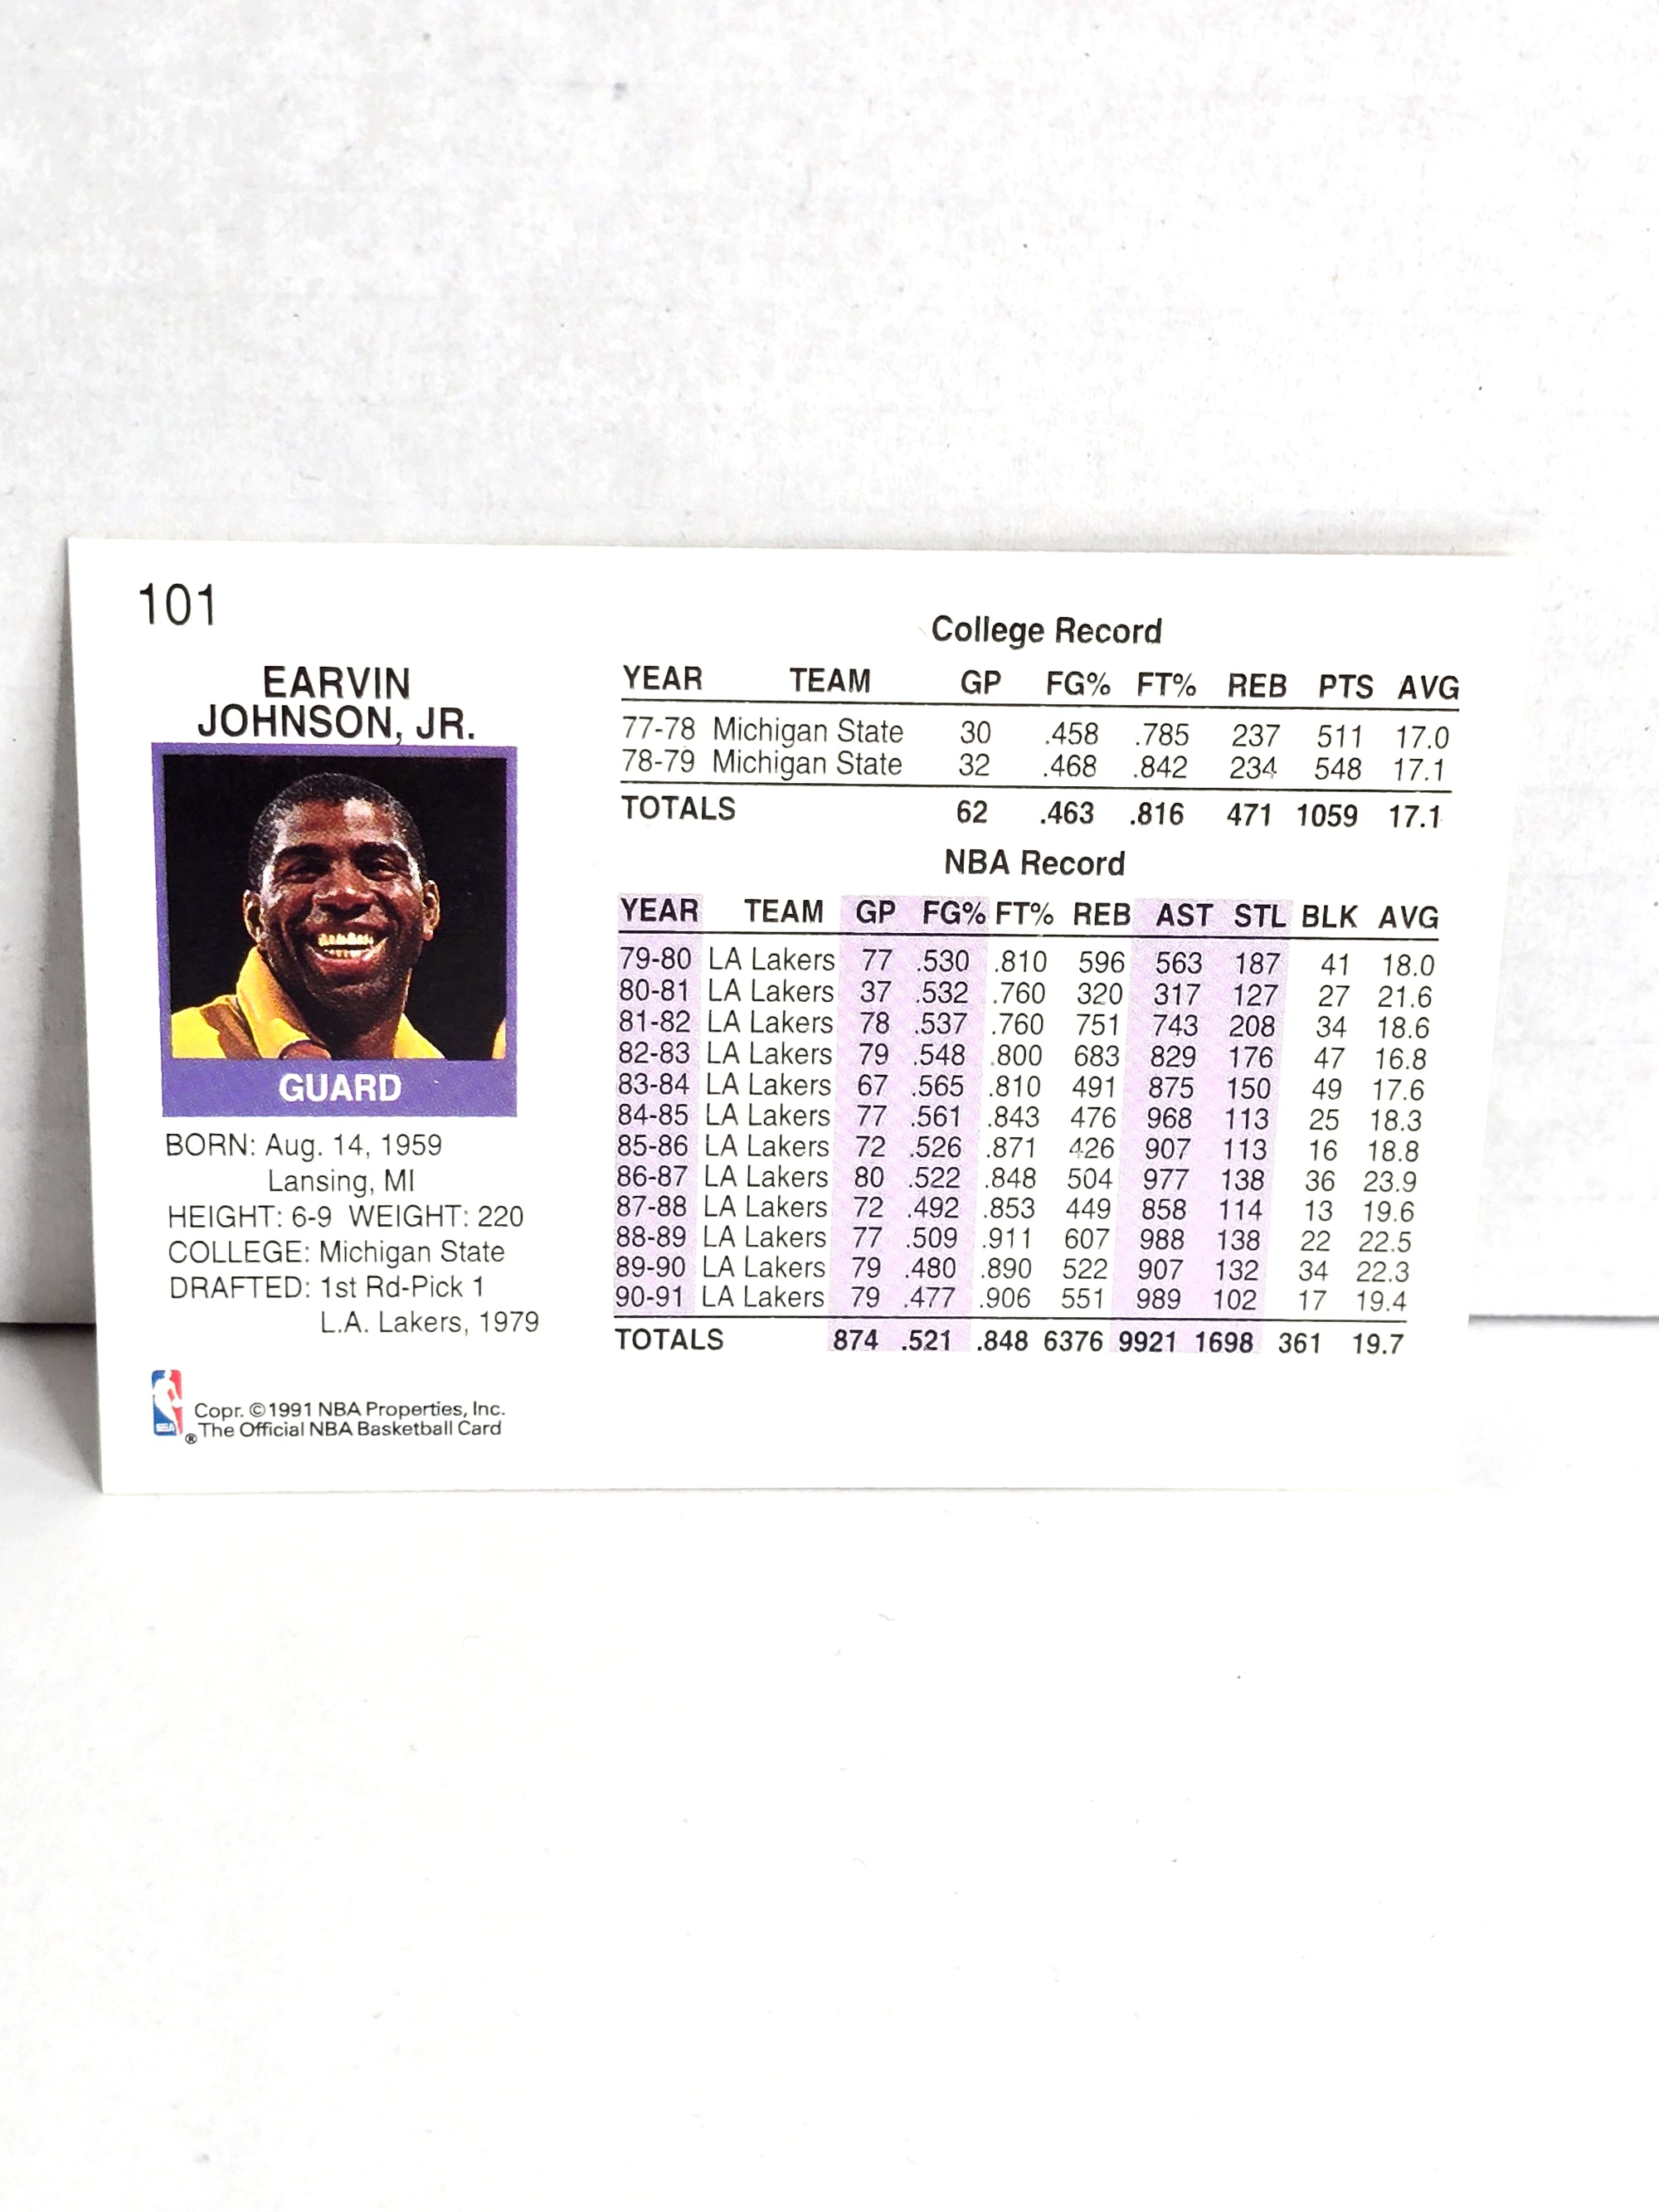 101
EARVIN
JOHNSON, JR.
GUARD
BORN: Aug. 14, 1959
Lansing, MI
HEIGHT: 6-9 WEIGHT: 220
COLLEGE: Michigan State
DRAFTED: 1st Rd-Pick 1
L.A. Lakers, 1979
NBA
®
Copr. ©1991 NBA Properties, Inc.
The Official NBA Basketball Card
College Record
YEAR TEAM GP FG% FT% REB PTS AVG
77-78 Michigan State 30 .458 .785 237 511 17.0
78-79 Michigan State 32 .468 .842 234 548 17.1
TOTALS 62 .463 .816 471 1059 17.1
NBA Record
YEAR TEAM GP FG% FT% REB AST STL BLK AVG
79-80 LA Lakers 77 .530 .810 596 563 187 41 18.0
80-81 LA Lakers 37 .532 .760 320 317 127 27 21.6
81-82 LA Lakers 78 .537 .760 751 743 208 34 18.6
82-83 LA Lakers 79 .548 .800 683 829 176 47 16.8
83-84 LA Lakers 67 .565 .810 491 875 150 49 17.6
84-85 LA Lakers 77 .561 .843 476 968 113 25 18.3
85-86 LA Lakers 72 .526 .871 426 907 113 16 18.8
86-87 LA Lakers 80 .522 .848 504 977 138 36 23.9
87-88 LA Lakers 72 .492 .853 449 858 114 13 19.6
88-89 LA Lakers 77 .509 .911 607 988 138 22 22.5
89-90 LA Lakers 79 .480 .890 522 907 132 34 22.3
90-91 LA Lakers 79 .477 .906 551 989 102 17 19.4
TOTALS 874 .521 .848 6376 9921 1698 361 19.7